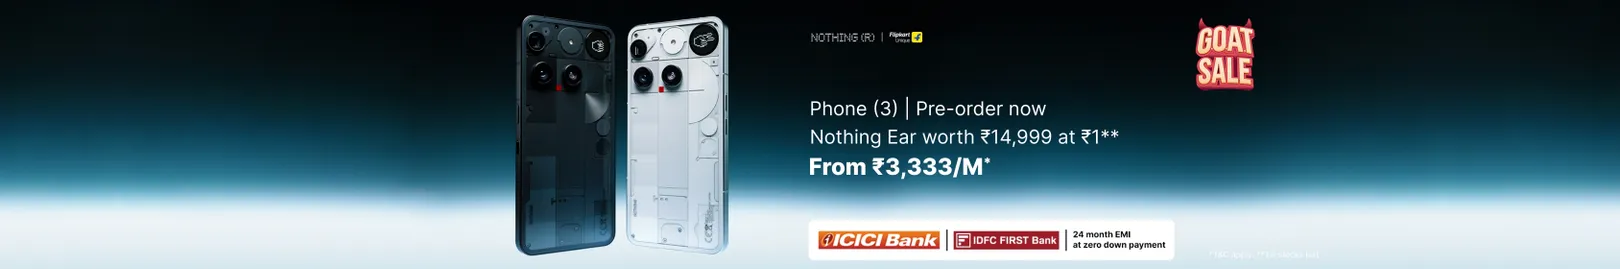 NOTHING (R) | Flipkart Unique
GOAT
SALE
Phone (3) | Pre-order now
Nothing Ear worth ₹14,999 at ₹1**
From ₹3,333/M*
ICICI Bank | IDFC FIRST Bank | 24 month EMI
at zero down payment